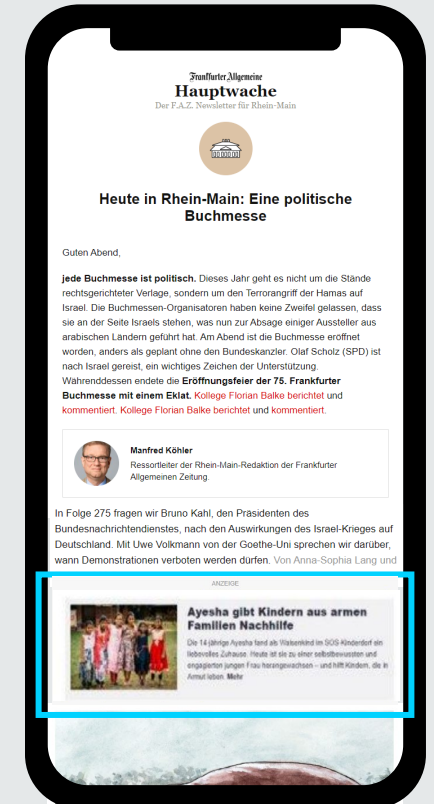 Frankfurter Allgemeine
Hauptwache
Der F.A.Z. Newsletter für Rhein-Main
Heute in Rhein-Main: Eine politische
Buchmesse
Guten Abend,
jede Buchmesse ist politisch. Dieses Jahr geht es nicht um die Stände
rechtsgerichteter Verlage, sondern um den Terrorangriff der Hamas auf
Israel. Die Buchmessen-Organisatoren haben keine Zweifel gelassen, dass
sie an der Seite Israels stehen, was nun zur Absage einiger Aussteller aus
arabischen Ländern geführt hat. Am Abend ist die Buchmesse eröffnet
worden, anders als geplant ohne den Bundeskanzler. Olaf Scholz (SPD) ist
nach Israel gereist, ein wichtiges Zeichen der Unterstützung.
Währenddessen endete die Eröffnungsfeier der 75. Frankfurter
Buchmesse mit einem Eklat. Kollege Florian Balke berichtet und
kommentiert. Kollege Florian Balke berichtet und kommentiert.
Manfred Köhler
Ressortleiter der Rhein-Main-Redaktion der Frankfurter
Allgemeinen Zeitung.
In Folge 275 fragen wir Bruno Kahl, den Präsidenten des
Bundesnachrichtendienstes, nach den Auswirkungen des Israel-Krieges auf
Deutschland. Mit Uwe Volkmann von der Goethe-Uni sprechen wir darüber,
wann Demonstrationen verboten werden dürfen. Von Anna-Sophia Lang und
ANZEIGE
Ayesha gibt Kindern aus armen
Familien Nachhilfe
Die 14 jährige Ayesha fand als Waisenkind im SOS-Kinderdorf ein
liebevolles Zuhause. Heute ist sie zu einer selbstbewussten und
engagierten jungen Frau herangewachsen – und hilft Kindern, die in
Armut leben. Mehr